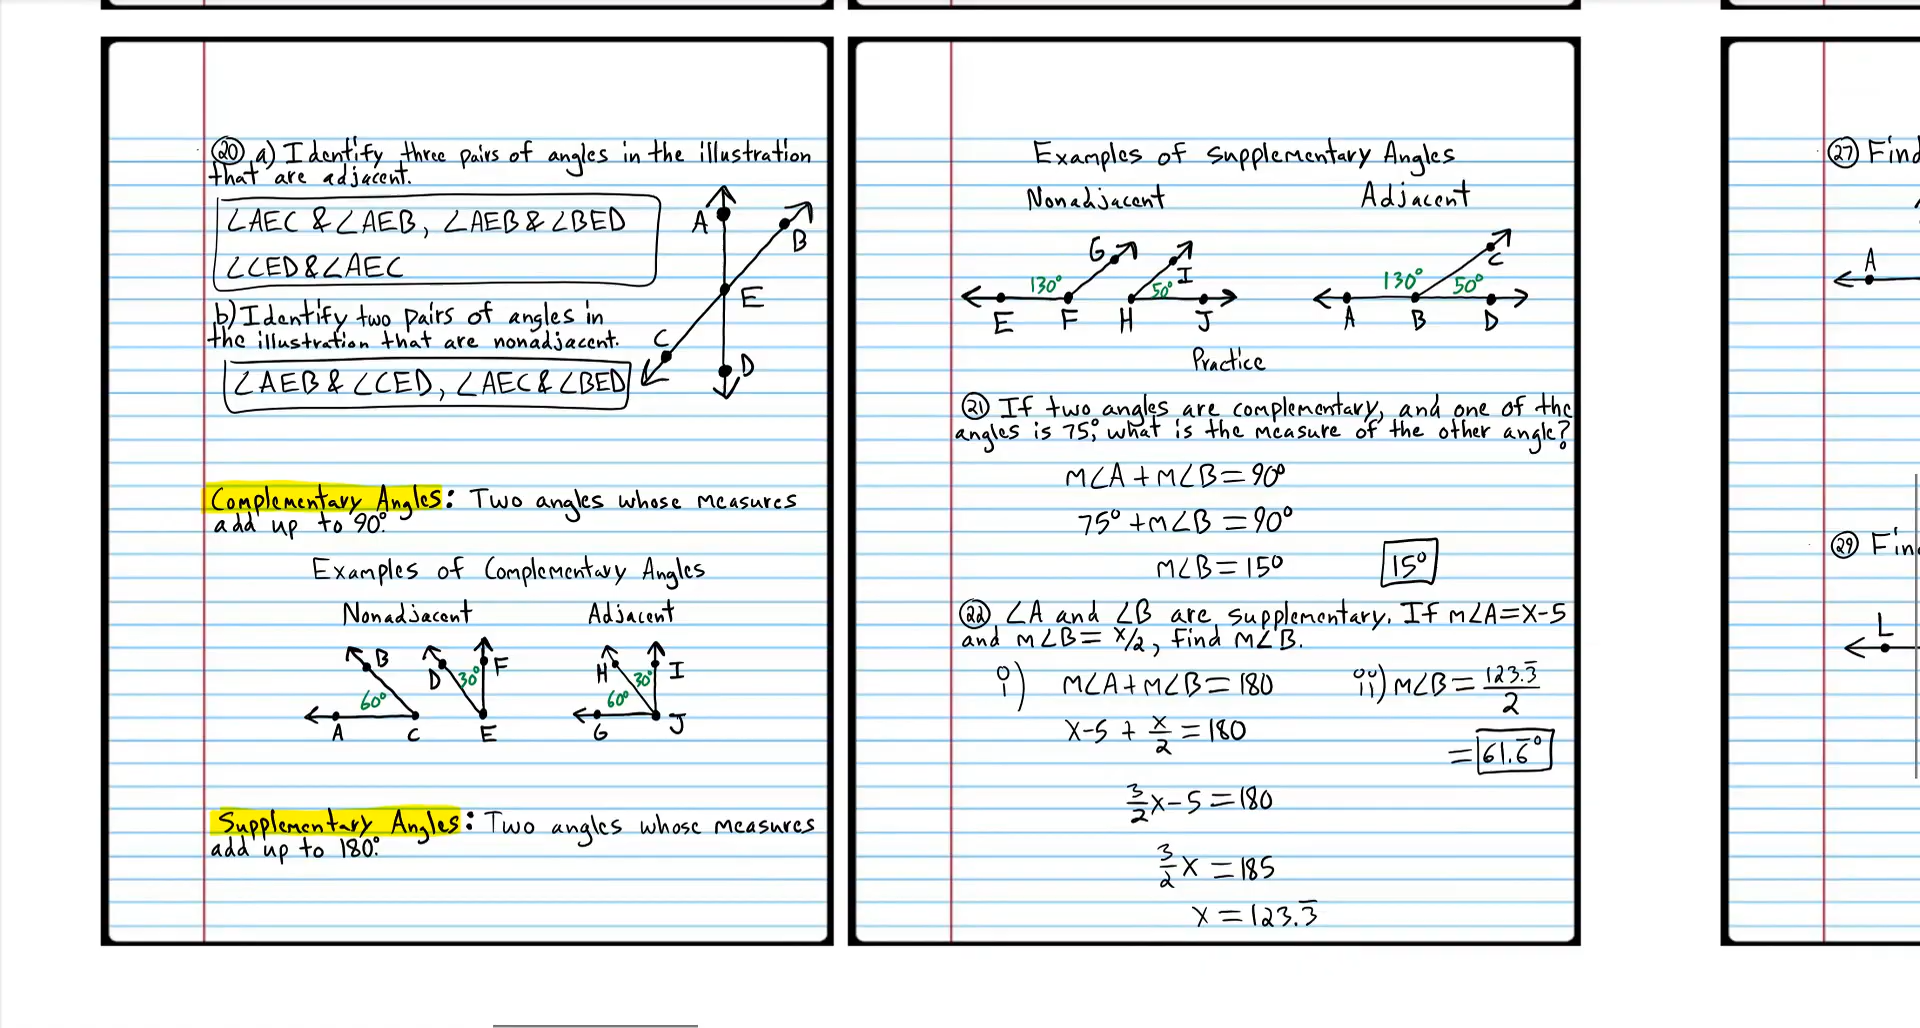 ⑳ a) Identify three pairs of angles in the illustration
that are adjacent.
∠AEC & ∠AEB, ∠AEB & ∠BED
∠CED & ∠AEC
A
B
E
C
D
b) Identify two pairs of angles in
the illustration that are nonadjacent.
∠AEB & ∠CED, ∠AEC & ∠BED
Complementary Angles: Two angles whose measures
add up to 90°.
Examples of Complementary Angles
Nonadjacent Adjacent
B D F H I
60° 30° 60° 30°
A C E G J
Supplementary Angles: Two angles whose measures
add up to 180°.
Examples of Supplementary Angles
Nonadjacent Adjacent
G I C
130° 50° 130° 50°
E F H J A B D
Practice
㉑ If two angles are complementary, and one of the
angles is 75°, what is the measure of the other angle?
m∠A + m∠B = 90°
75° + m∠B = 90°
m∠B = 15° 15°
㉒ ∠A and ∠B are supplementary. If m∠A = x-5
and m∠B = x/2, find m∠B.
i) m∠A + m∠B = 180
x-5 + x/2 = 180
3/2 x - 5 = 180
3/2 x = 185
x = 123.3̅
ii) m∠B = 123.3̅/2
= 61.6̅°
㉗ Find
A
㉙ Fin
L